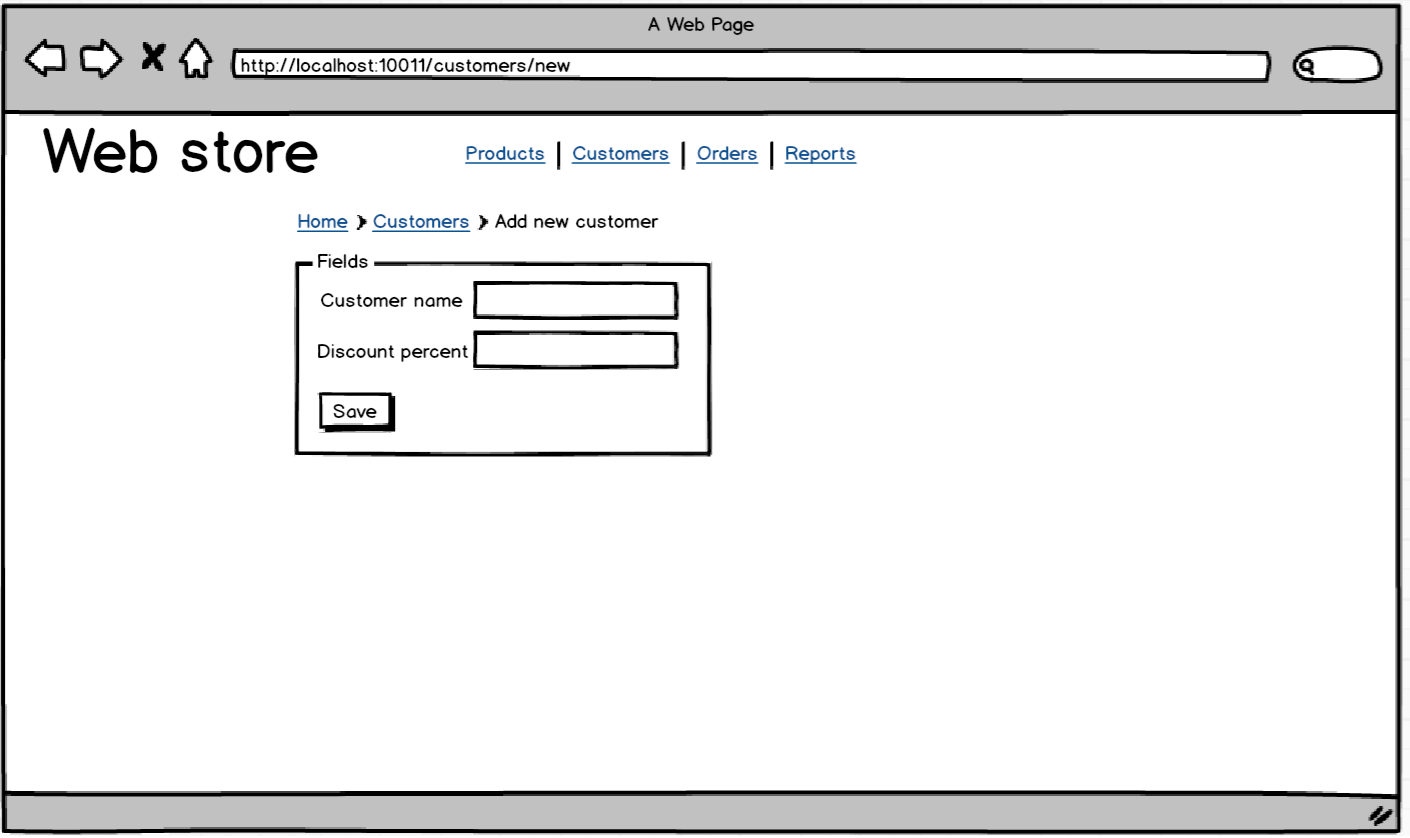 A Web Page
http://localhost:10011/customers/new
Web store
Products | Customers | Orders | Reports
Home > Customers > Add new customer
Fields
Customer name
Discount percent
Save